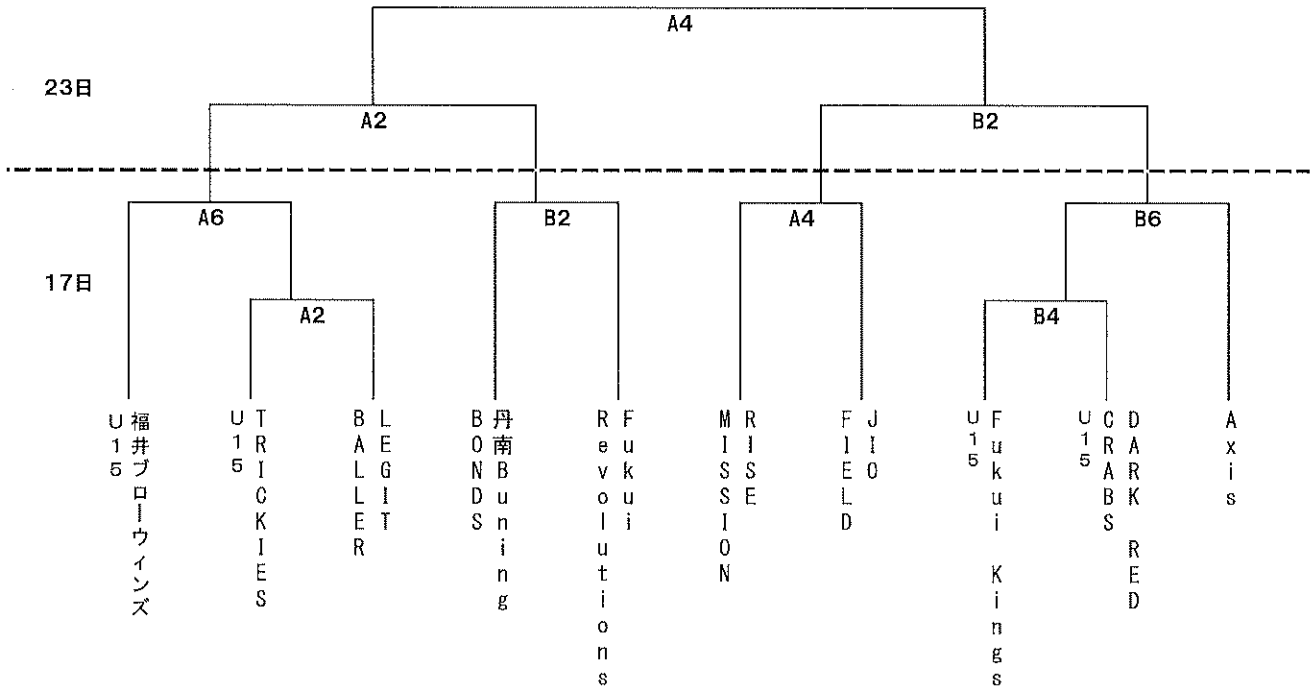 A4
23日
A2
B2
A6
B2
A4
B6
17日
A2
B4
福井ブローウィンズ
U15
TRICKIES
U15
LEGIT
BALLER
丹南Buning
BONDS
Fukui
Revolutions
RISE
MISSION
JIO
FIELD
Fukui Kings
U15
DARK RED
CRABS
U15
Axis